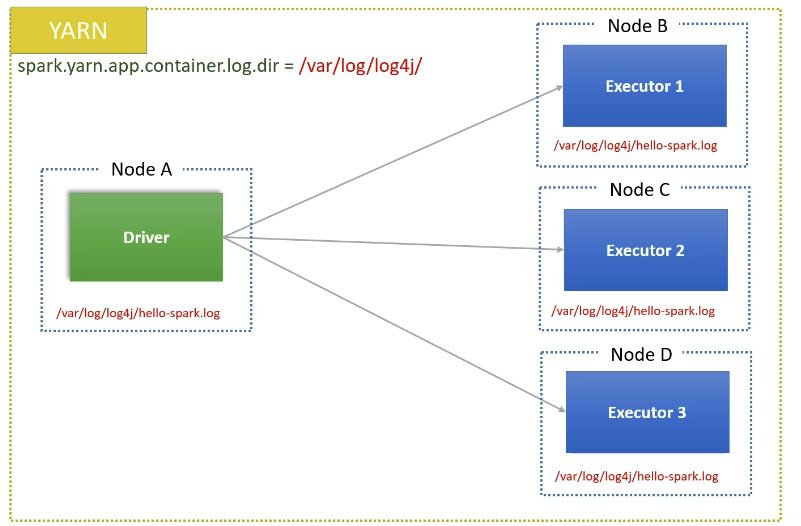 YARN
spark.yarn.app.container.log.dir = /var/log/log4j/
Node A
Driver
/var/log/log4j/hello-spark.log
Node B
Executor 1
/var/log/log4j/hello-spark.log
Node C
Executor 2
/var/log/log4j/hello-spark.log
Node D
Executor 3
/var/log/log4j/hello-spark.log